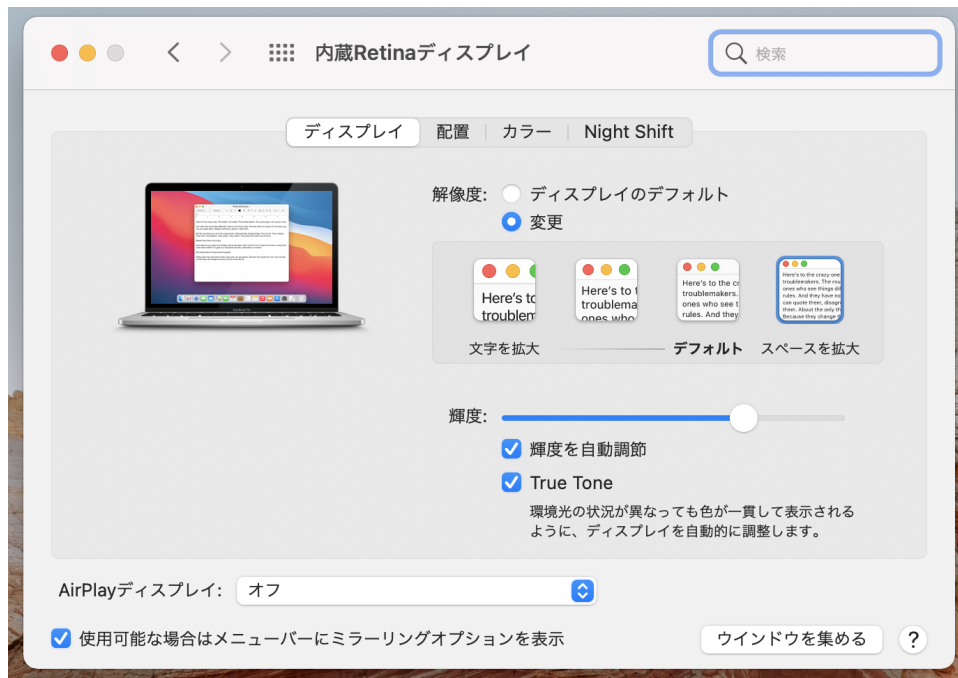 内蔵Retinaディスプレイ
検索
ディスプレイ 配置 カラー Night Shift
解像度: ディスプレイのデフォルト
変更
Here's to
troublem
Here's to t
troublema
ones who
Here's to the cr
troublemakers.
ones who see t
rules. And they
Here's to the crazy one
troublemakers. The rou
ones who see things dif
rules. And they have no
can quote them, disagre
them. About the only th
Because they change t
文字を拡大 デフォルト スペースを拡大
輝度:
輝度を自動調節
True Tone
環境光の状況が異なっても色が一貫して表示される
ように、ディスプレイを自動的に調整します。
AirPlayディスプレイ: オフ
使用可能な場合はメニューバーにミラーリングオプションを表示
ウインドウを集める ?